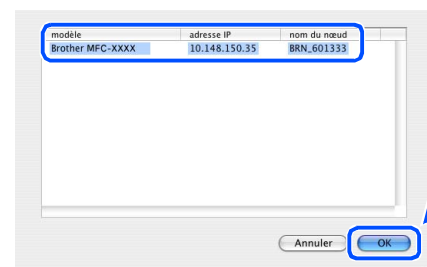 modèle adresse IP nom du nœud
Brother MFC-XXXX 10.148.150.35 BRN_601333
Annuler OK